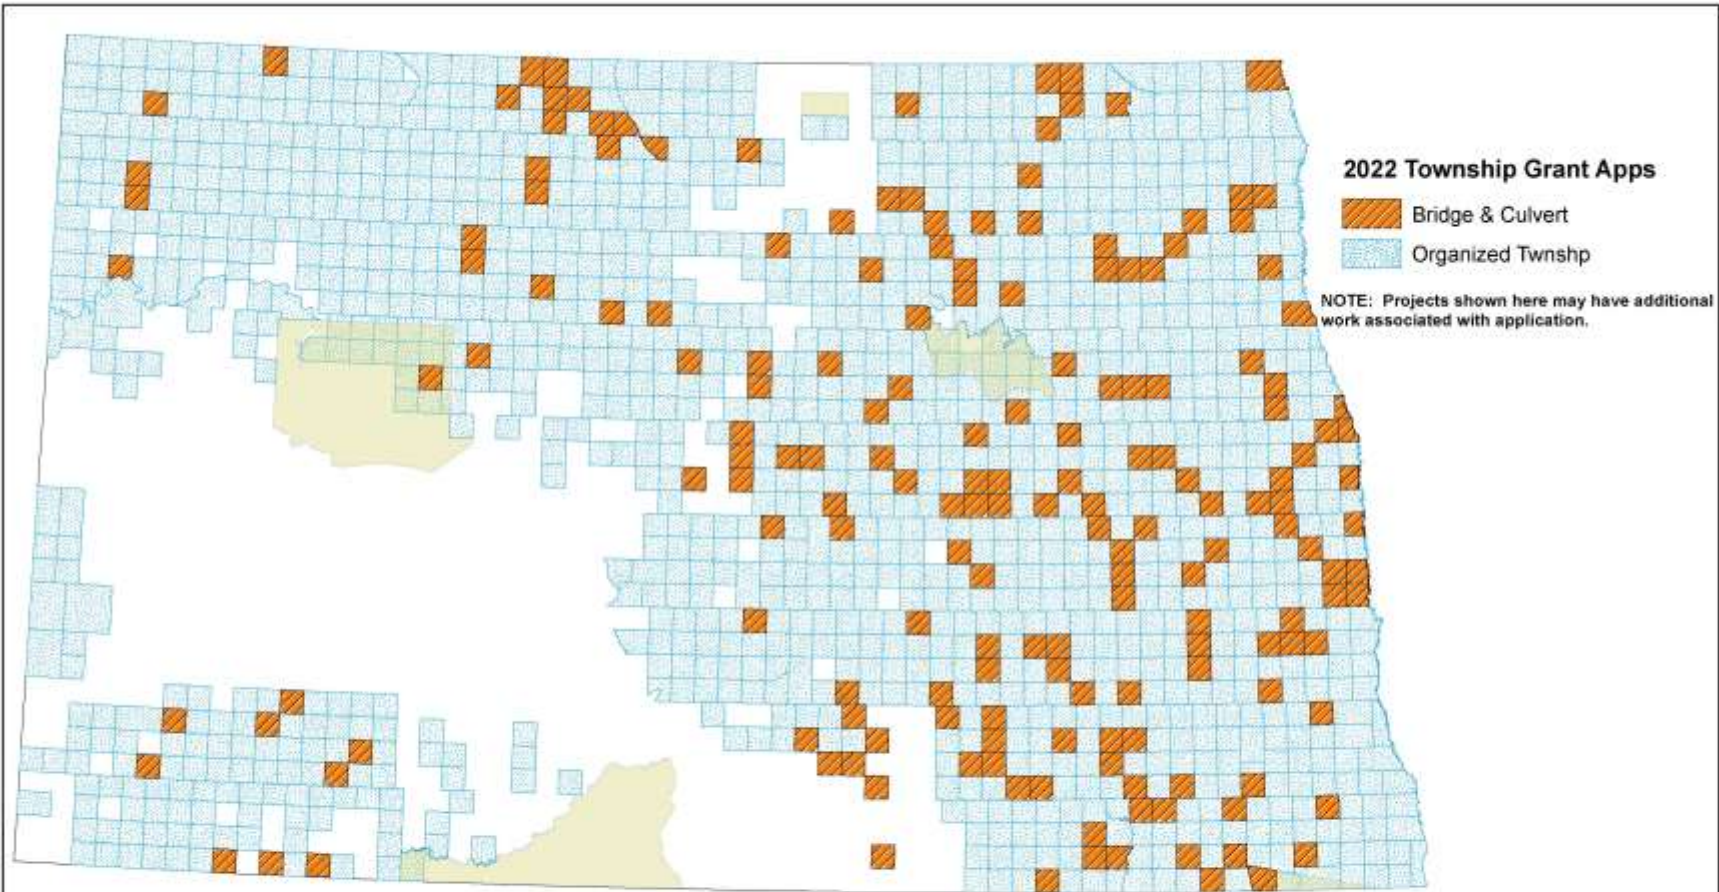 2022 Township Grant Apps
Bridge & Culvert
Organized Twnshp
NOTE: Projects shown here may have additional
work associated with application.